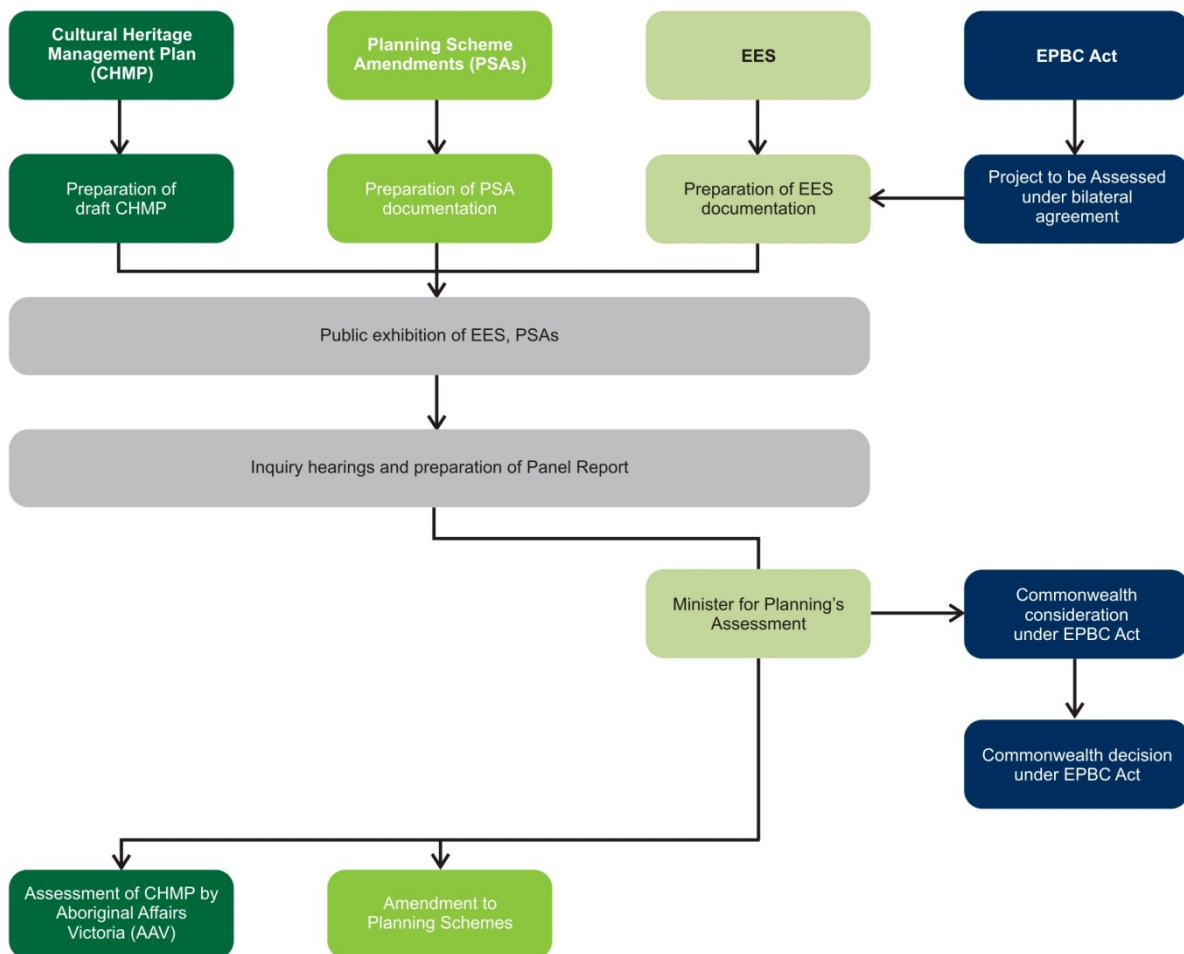 Cultural Heritage
Management Plan
(CHMP)
Planning Scheme
Amendments (PSAs)
EES
EPBC Act
Preparation of
draft CHMP
Preparation of PSA
documentation
Preparation of EES
documentation
Project to be Assessed
under bilateral
agreement
Public exhibition of EES, PSAs
Inquiry hearings and preparation of Panel Report
Minister for Planning’s
Assessment
Commonwealth
consideration
under EPBC Act
Commonwealth decision
under EPBC Act
Assessment of CHMP by
Aboriginal Affairs
Victoria (AAV)
Amendment to
Planning Schemes